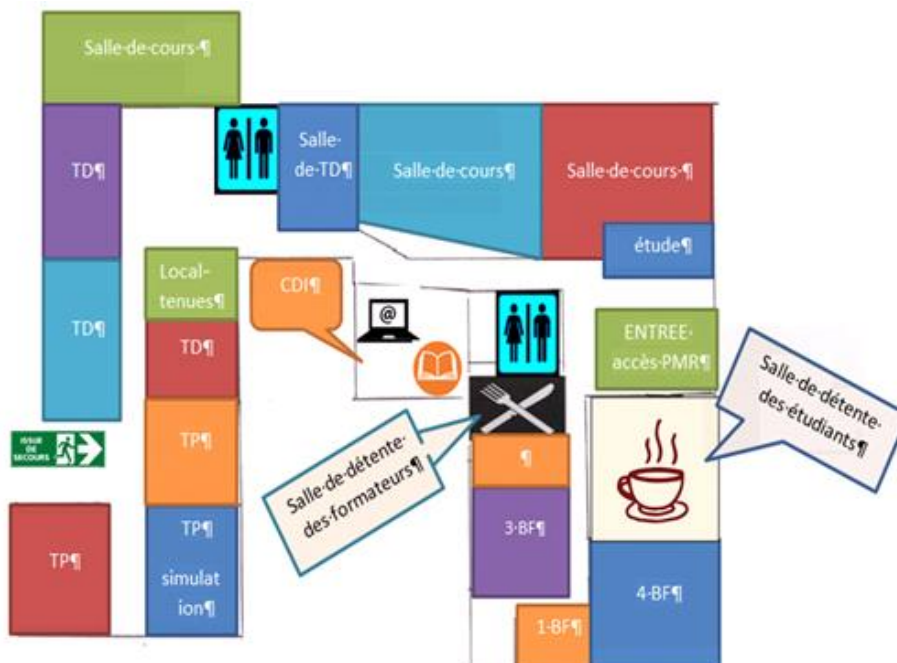 Salle·de·cours·¶
TD¶
Salle·
de·TD¶
Salle·de·cours¶
Salle·de·cours·¶
étude¶
TD¶
Local·
tenues¶
CDI¶
@
TD¶
ENTREE·
accès·PMR¶
Salle·de·détente·
des·étudiants¶
ISSUE
DE
SECOURS
TP¶
Salle·de·détente·
des·formateurs¶
¶
TP¶
TP¶
simulat
ion¶
3·BF¶
4·BF¶
1·BF¶